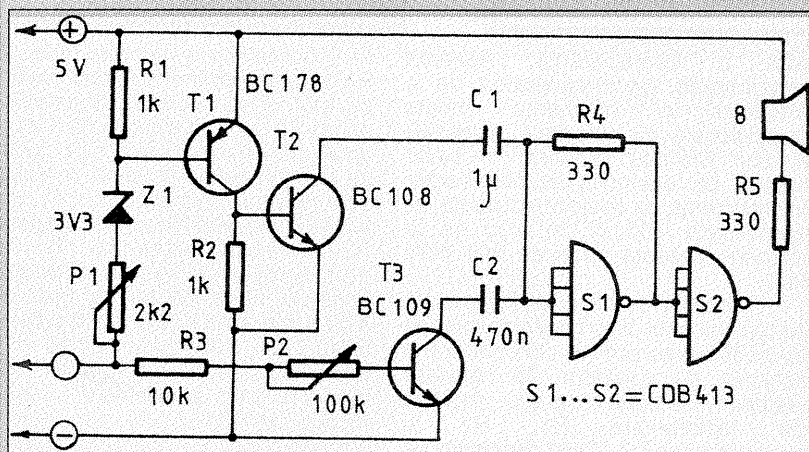 +
5V
R1
1k
T1
BC178
T2
BC108
Z1
3V3
P1
2k2
R2
1k
R3
10k
P2
100k
T3
BC109
C1
1µ
C2
470n
R4
330
S1
S2
8
R5
330
S1...S2=CDB413
−